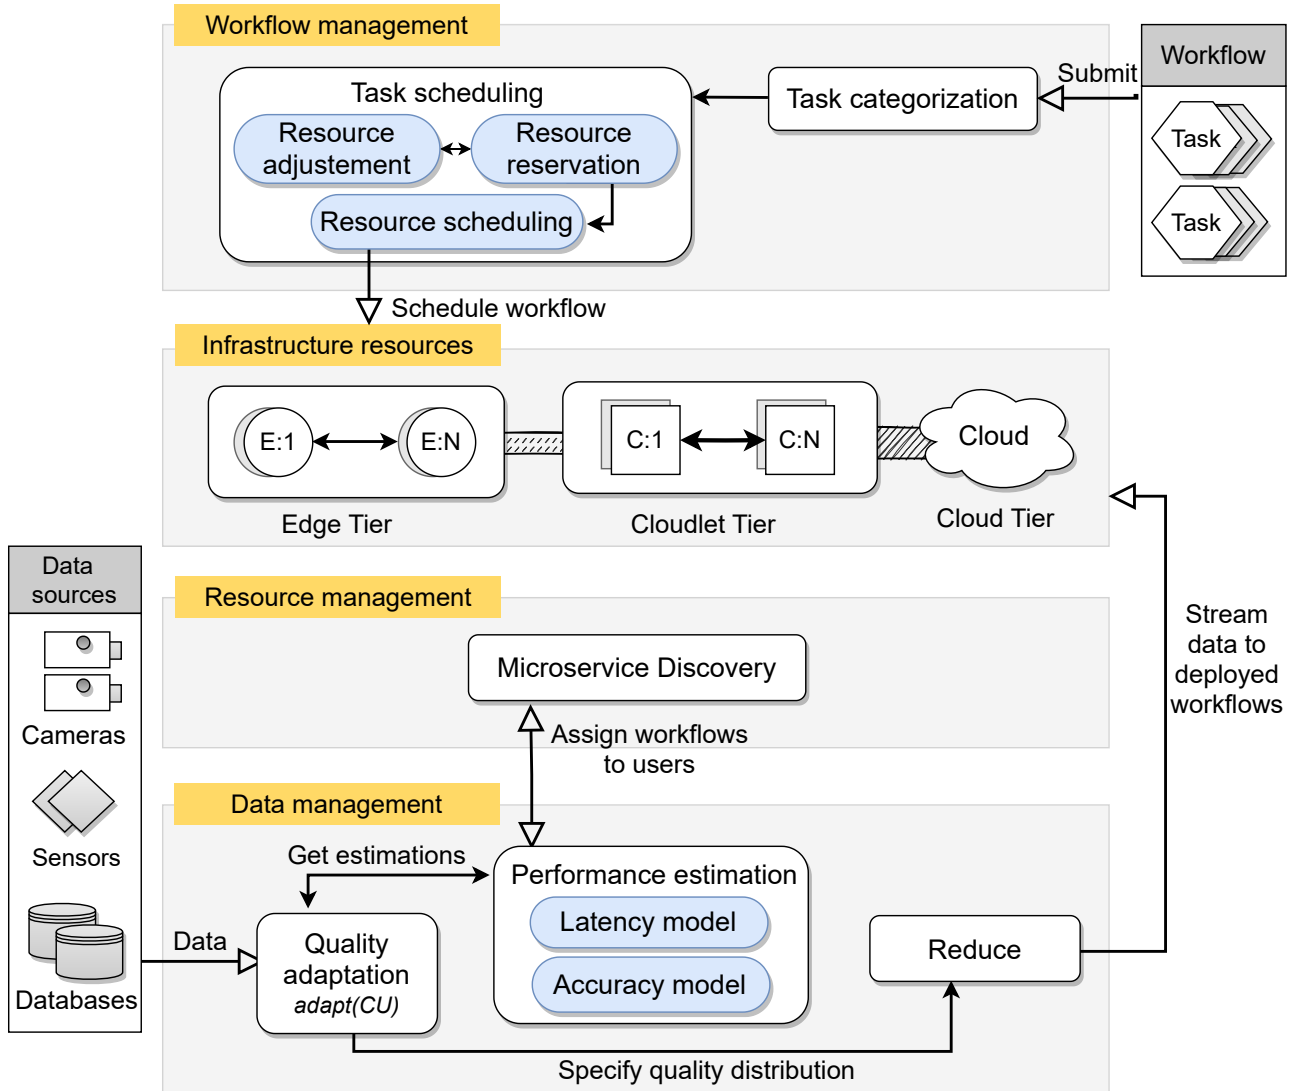 Workflow management
Workflow
Submit
Task scheduling
Task categorization
Resource
adjustement
Resource
reservation
Task
Resource scheduling
Task
Schedule workflow
Infrastructure resources
E:1
E:N
C:1
C:N
Cloud
Edge Tier
Cloudlet Tier
Cloud Tier
Data
sources
Resource management
Stream
data to
deployed
workflows
Microservice Discovery
Cameras
Assign workflows
to users
Data management
Sensors
Get estimations
Performance estimation
Latency model
Accuracy model
Data
Quality
adaptation
adapt(CU)
Reduce
Databases
Specify quality distribution